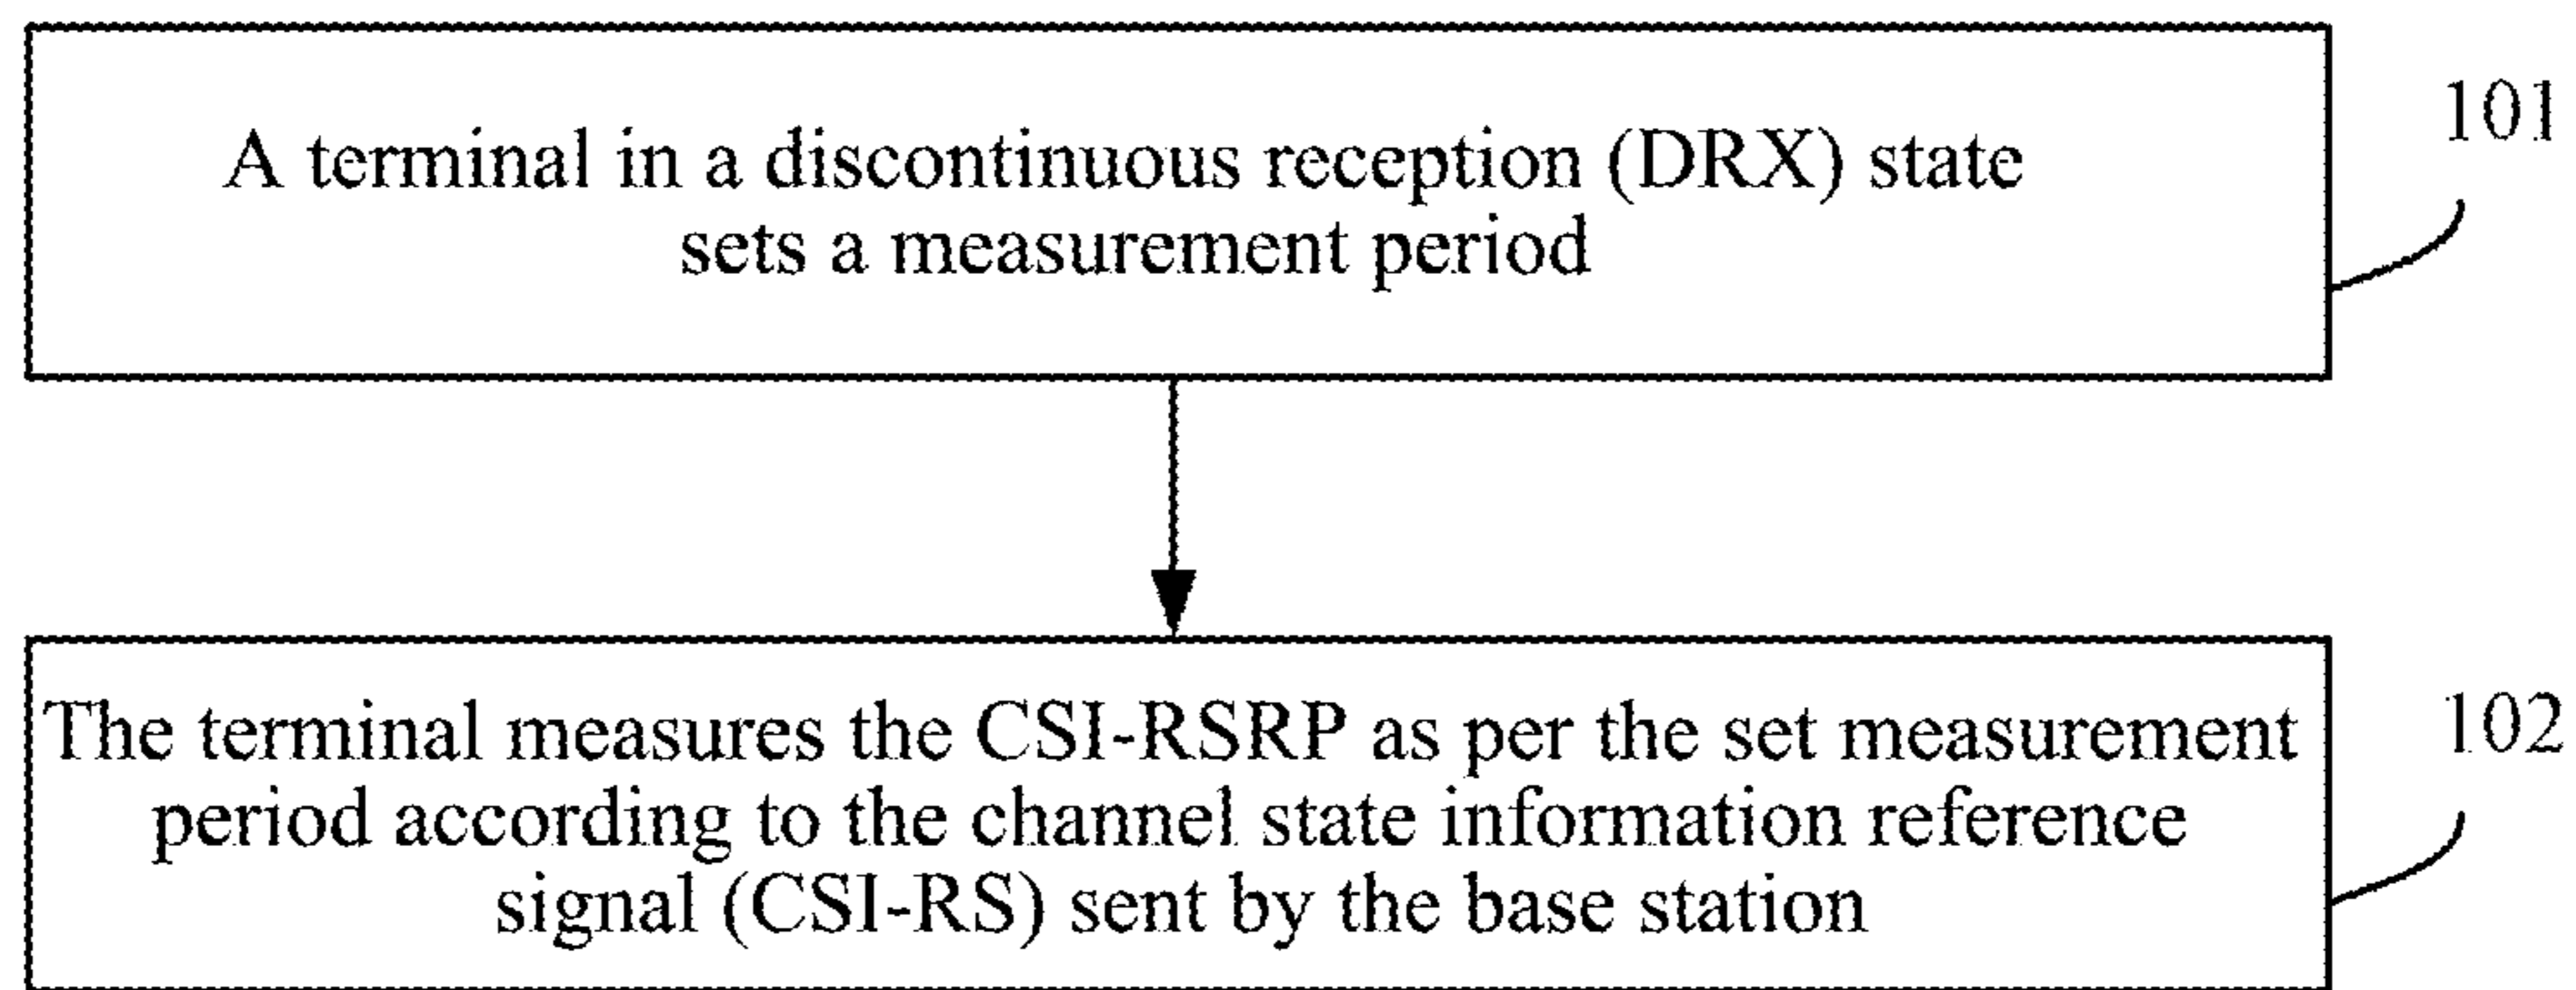 A terminal in a discontinuous reception (DRX) state
sets a measurement period
101
The terminal measures the CSI-RSRP as per the set measurement
period according to the channel state information reference
signal (CSI-RS) sent by the base station
102